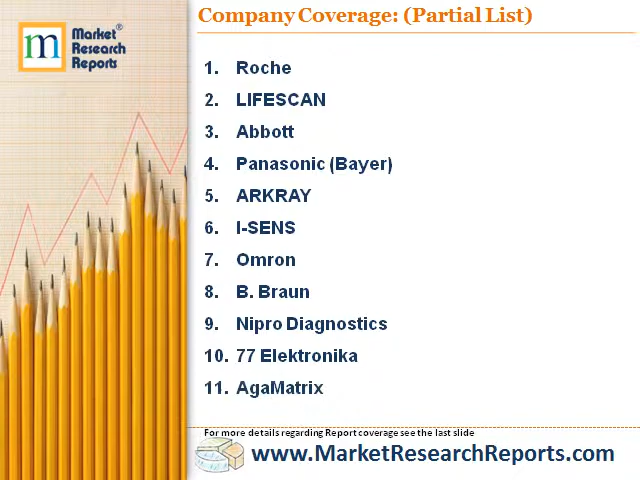 Company Coverage: (Partial List)
m
Market®
Research
Reports
1. Roche
2. LIFESCAN
3. Abbott
4. Panasonic (Bayer)
5. ARKRAY
6. I-SENS
7. Omron
8. B. Braun
9. Nipro Diagnostics
10. 77 Elektronika
11. AgaMatrix
For more details regarding Report coverage see the last slide
www.MarketResearchReports.com